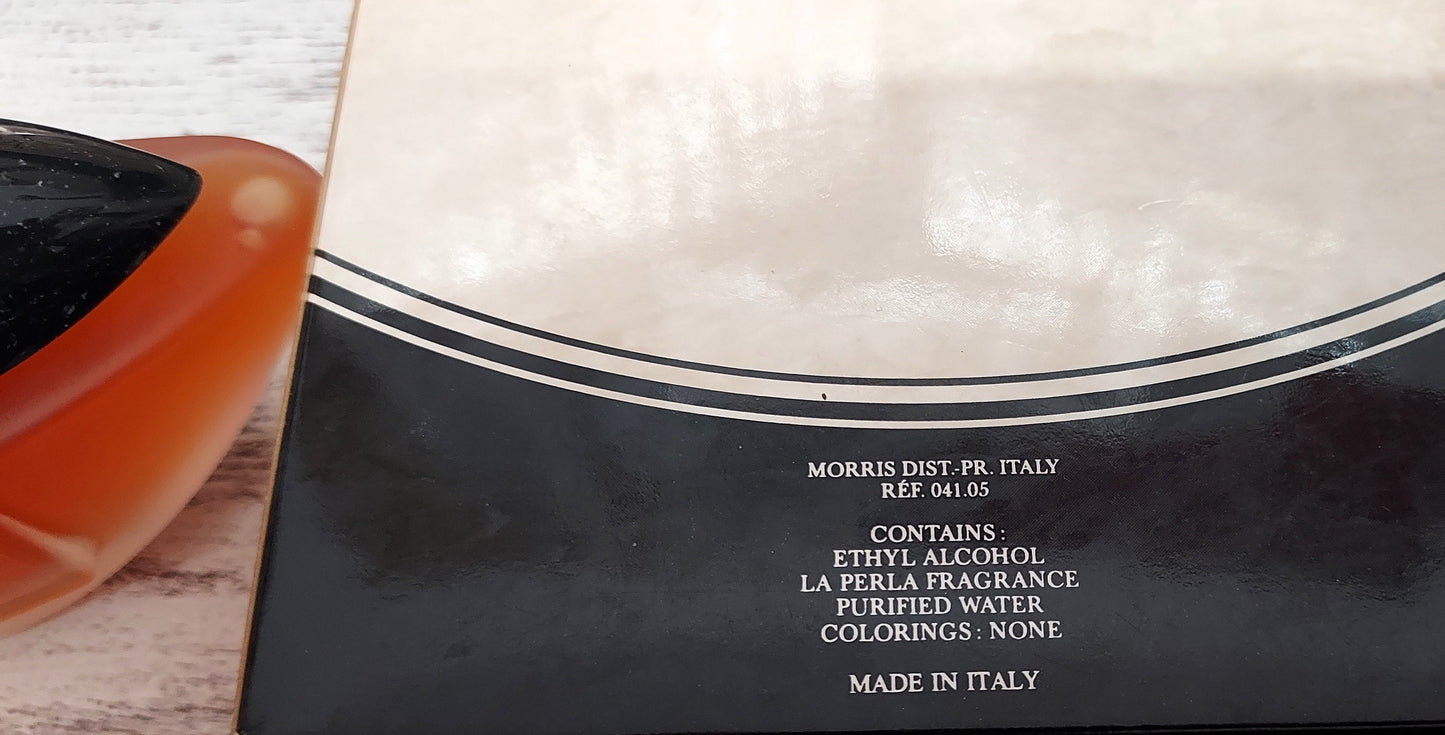 MORRIS DIST.-PR. ITALY
RÉF. 041.05
CONTAINS :
ETHYL ALCOHOL
LA PERLA FRAGRANCE
PURIFIED WATER
COLORINGS : NONE
MADE IN ITALY